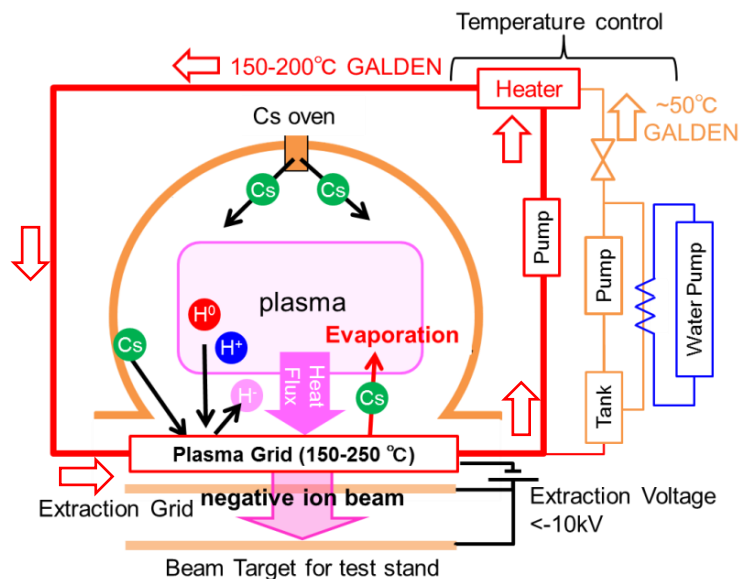 Temperature control
150-200℃ GALDEN
Heater
~50℃
GALDEN
Cs oven
Cs
Cs
Pump
Pump
Water Pump
plasma
H⁰
H⁺
Evaporation
Cs
Heat
Flux
H⁻
Cs
Tank
Plasma Grid (150-250 ℃)
negative ion beam
Extraction Grid
Extraction Voltage
<-10kV
Beam Target for test stand